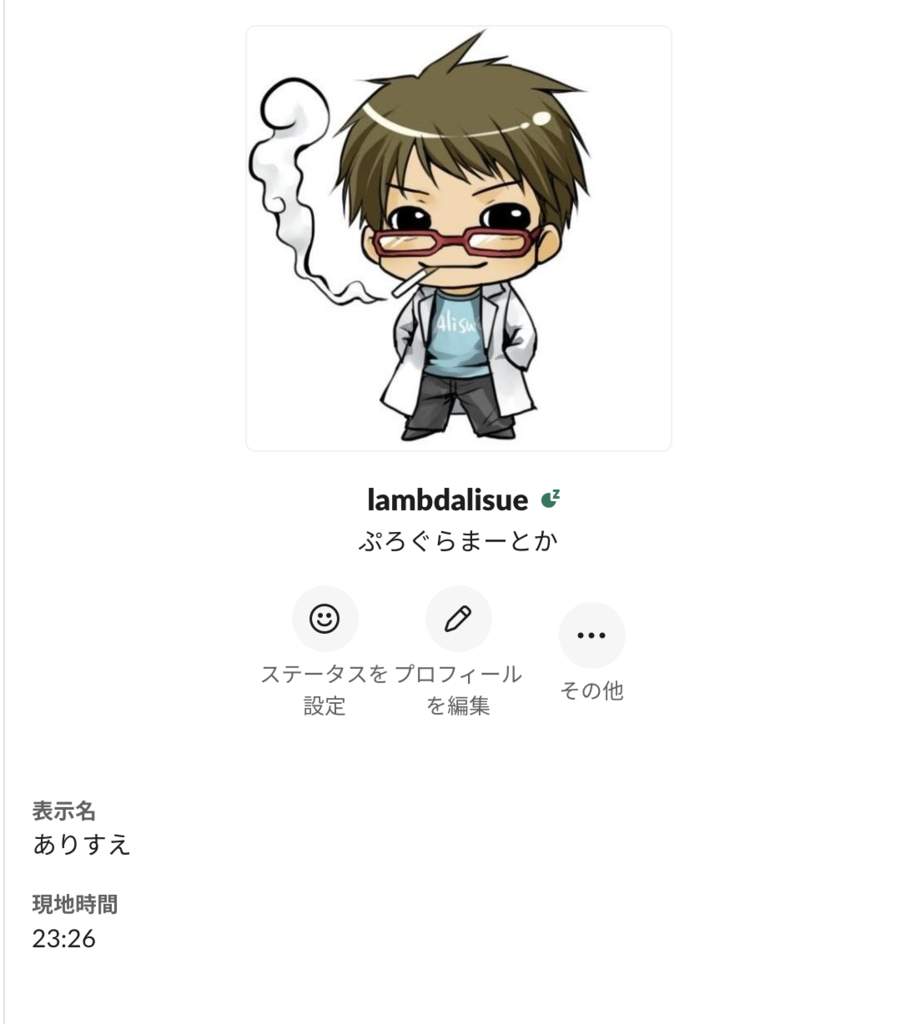 Alisu
lambdalisue
ぷろぐらまーとか
ステータスを
設定
プロフィール
を編集
その他
表示名
ありすえ
現地時間
23:26